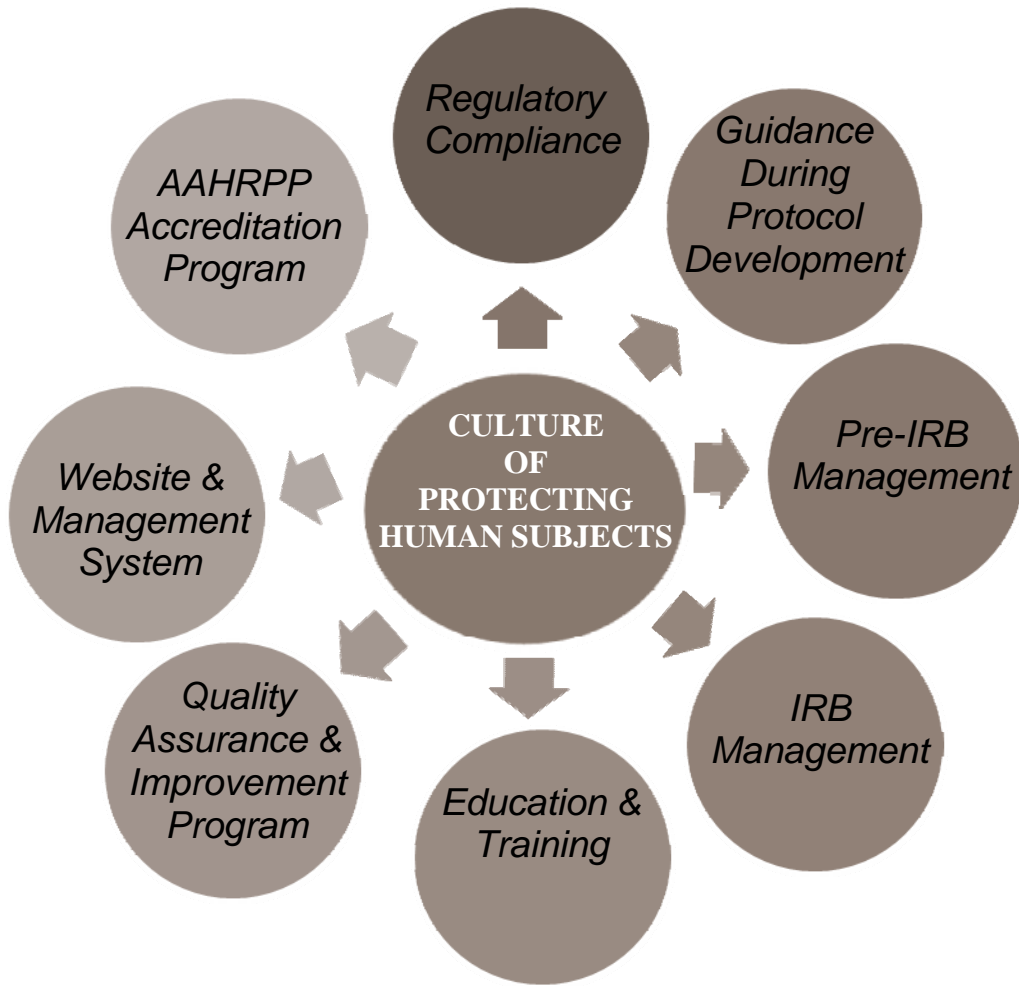 Regulatory
Compliance
Guidance
During
Protocol
Development
Pre-IRB
Management
IRB
Management
Education &
Training
Quality
Assurance &
Improvement
Program
Website &
Management
System
AAHRPP
Accreditation
Program
CULTURE
OF
PROTECTING
HUMAN SUBJECTS